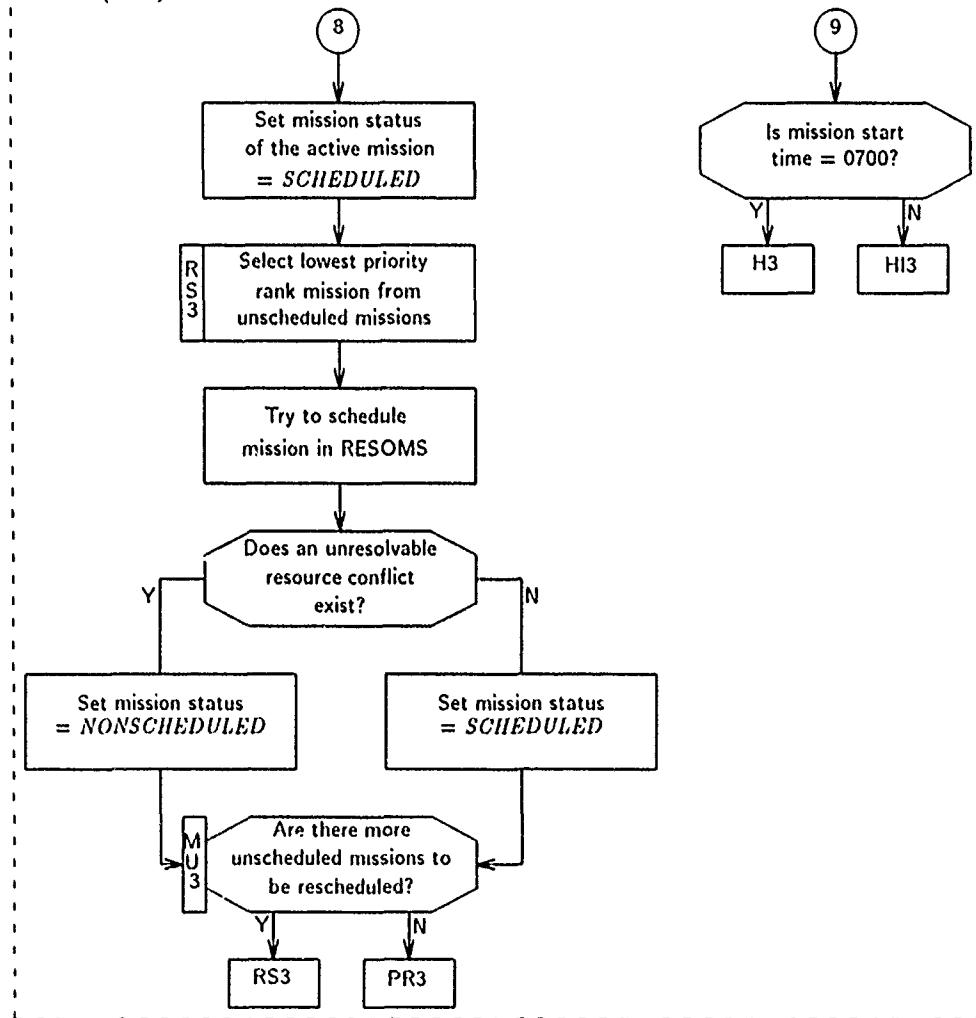 8
Set mission status
of the active mission
= SCHEDULED
RS3
Select lowest priority
rank mission from
unscheduled missions
Try to schedule
mission in RESOMS
Does an unresolvable
resource conflict
exist?
Y
N
Set mission status
= NONSCHEDULED
Set mission status
= SCHEDULED
MU3
Are there more
unscheduled missions to
be rescheduled?
Y
N
RS3
PR3
9
Is mission start
time = 0700?
Y
N
H3
HI3